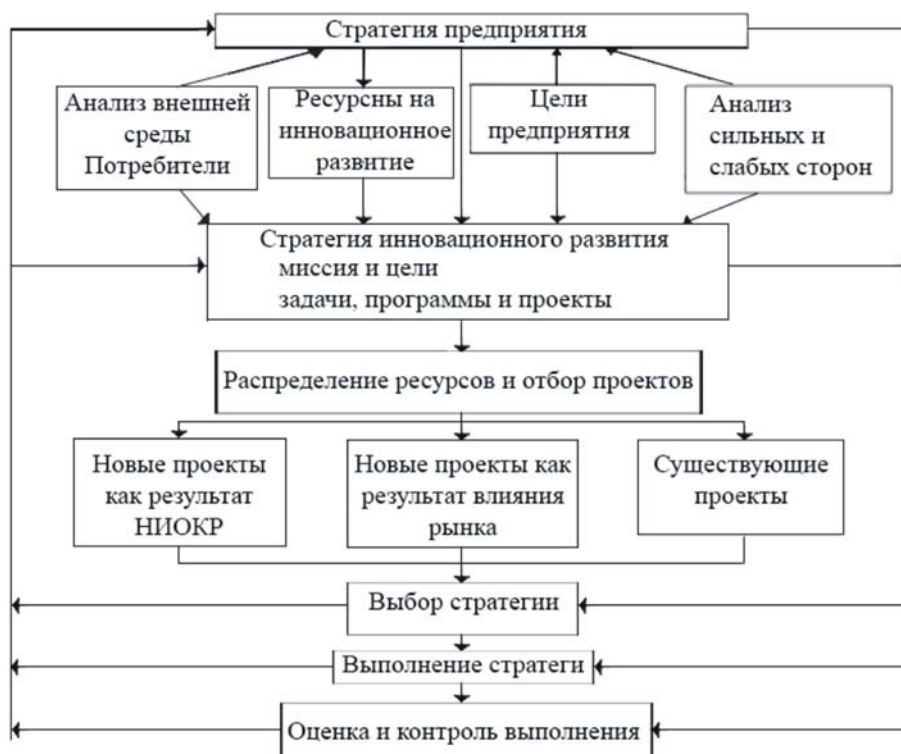 Стратегия предприятия
Анализ внешней
среды
Потребители
Ресурсны на
инновационное
развитие
Цели
предприятия
Анализ
сильных и
слабых сторон
Стратегия инновационного развития
миссия и цели
задачи, программы и проекты
Распределение ресурсов и отбор проектов
Новые проекты
как результат
НИОКР
Новые проекты как
результат влияния
рынка
Существующие
проекты
Выбор стратегии
Выполнение стратеги
Оценка и контроль выполнения